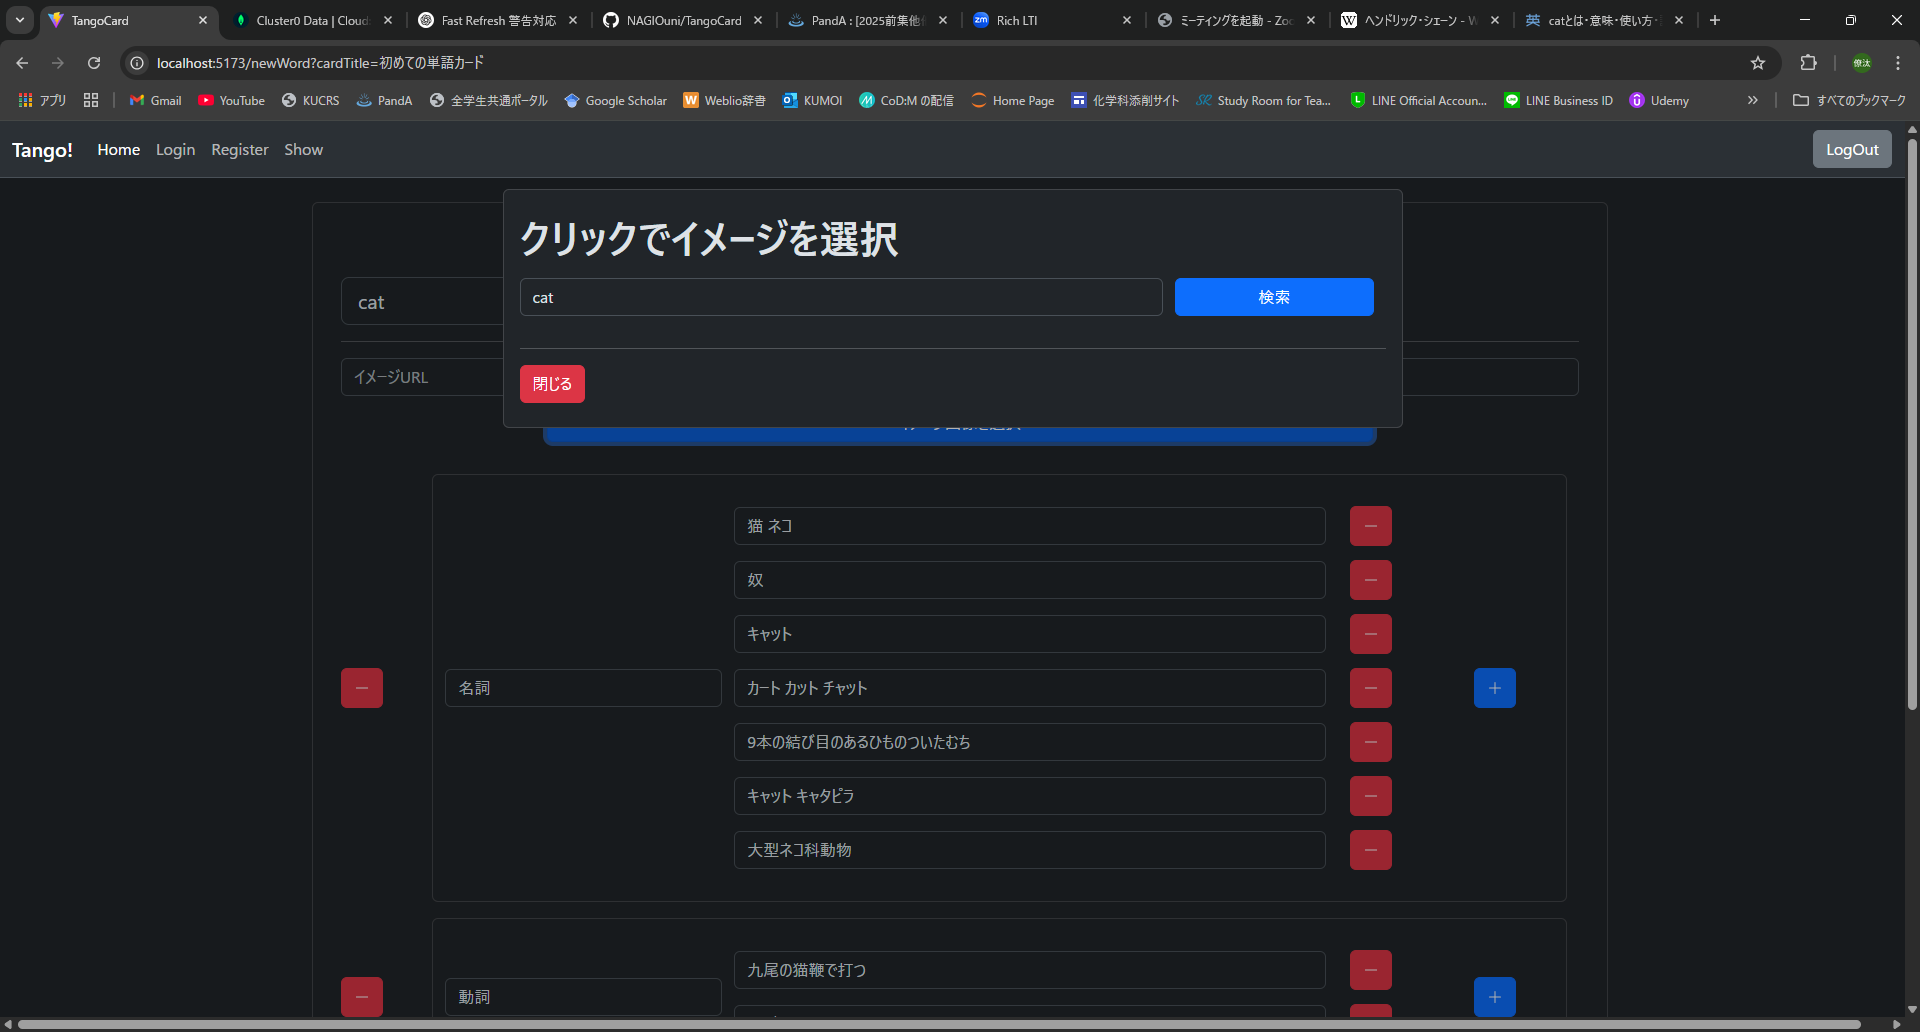 TangoCard
Cluster0 Data | Cloud
Fast Refresh 警告対応
NAGIOuni/TangoCard
PandA : [2025前集他
Rich LTI
ミーティングを起動 - Zoo
ヘンドリック・シェーン - W
catとは・意味・使い方・
localhost:5173/newWord?cardTitle=初めての単語カード
アプリ
Gmail
YouTube
KUCRS
PandA
全学生共通ポータル
Google Scholar
Weblio辞書
KUMOI
CoD:M の配信
Home Page
化学科添削サイト
Study Room for Tea...
LINE Official Accoun...
LINE Business ID
Udemy
すべてのブックマーク
Tango!
Home
Login
Register
Show
LogOut
クリックでイメージを選択
cat
検索
閉じる
cat
イメージURL
猫 ネコ
奴
キャット
名詞
カート カット チャット
9本の結び目のあるひものついたむち
キャット キャタピラ
大型ネコ科動物
九尾の猫鞭で打つ
動詞